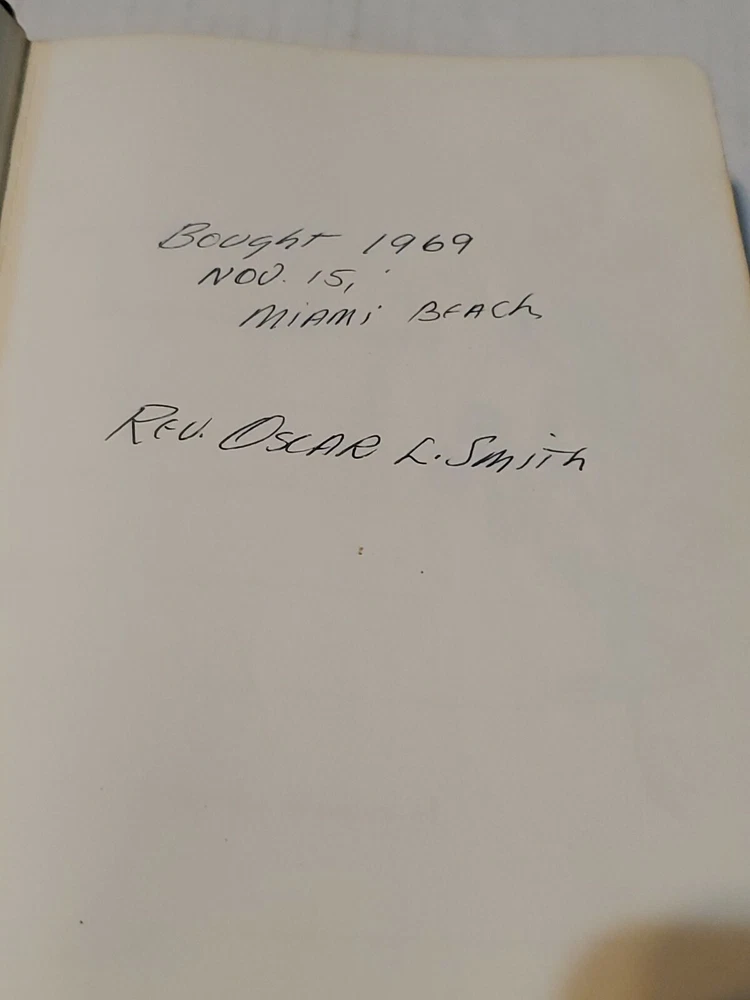 Bought 1969
NOV. 15,
MIAMI BEACh
REV. OSCAR L. Smith